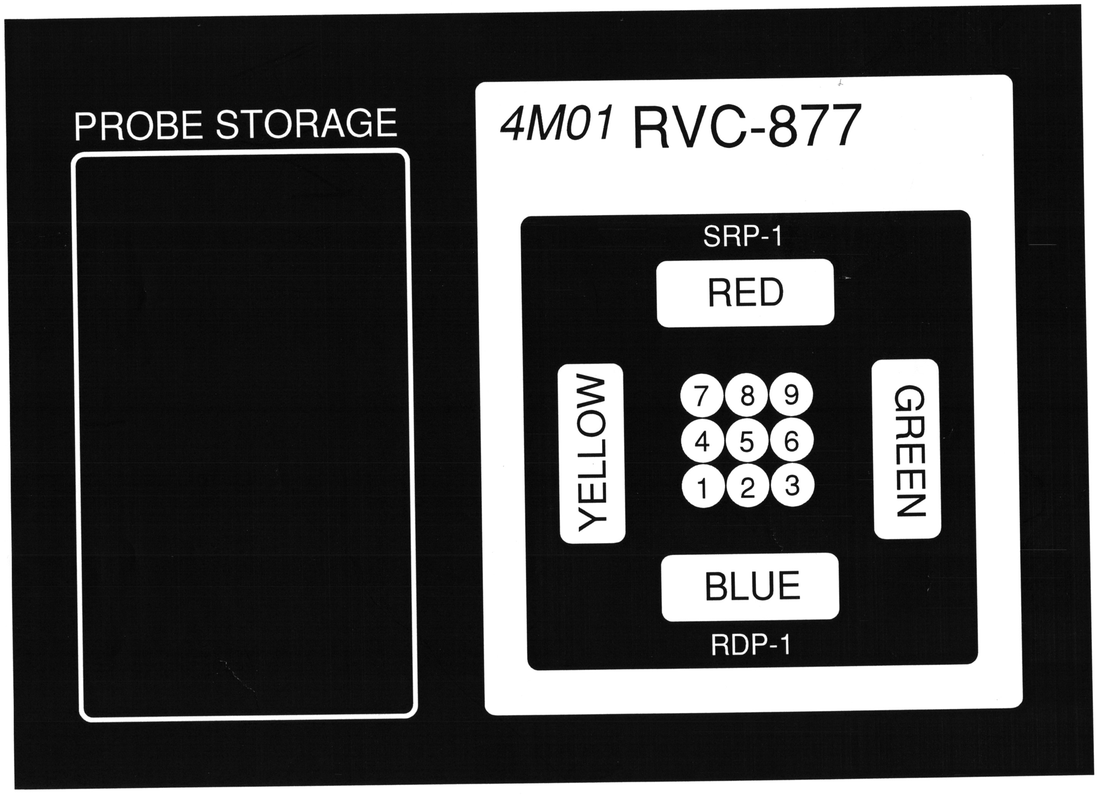 PROBE STORAGE
4M01 RVC-877
SRP-1
RED
YELLOW
7 8 9
4 5 6
1 2 3
GREEN
BLUE
RDP-1